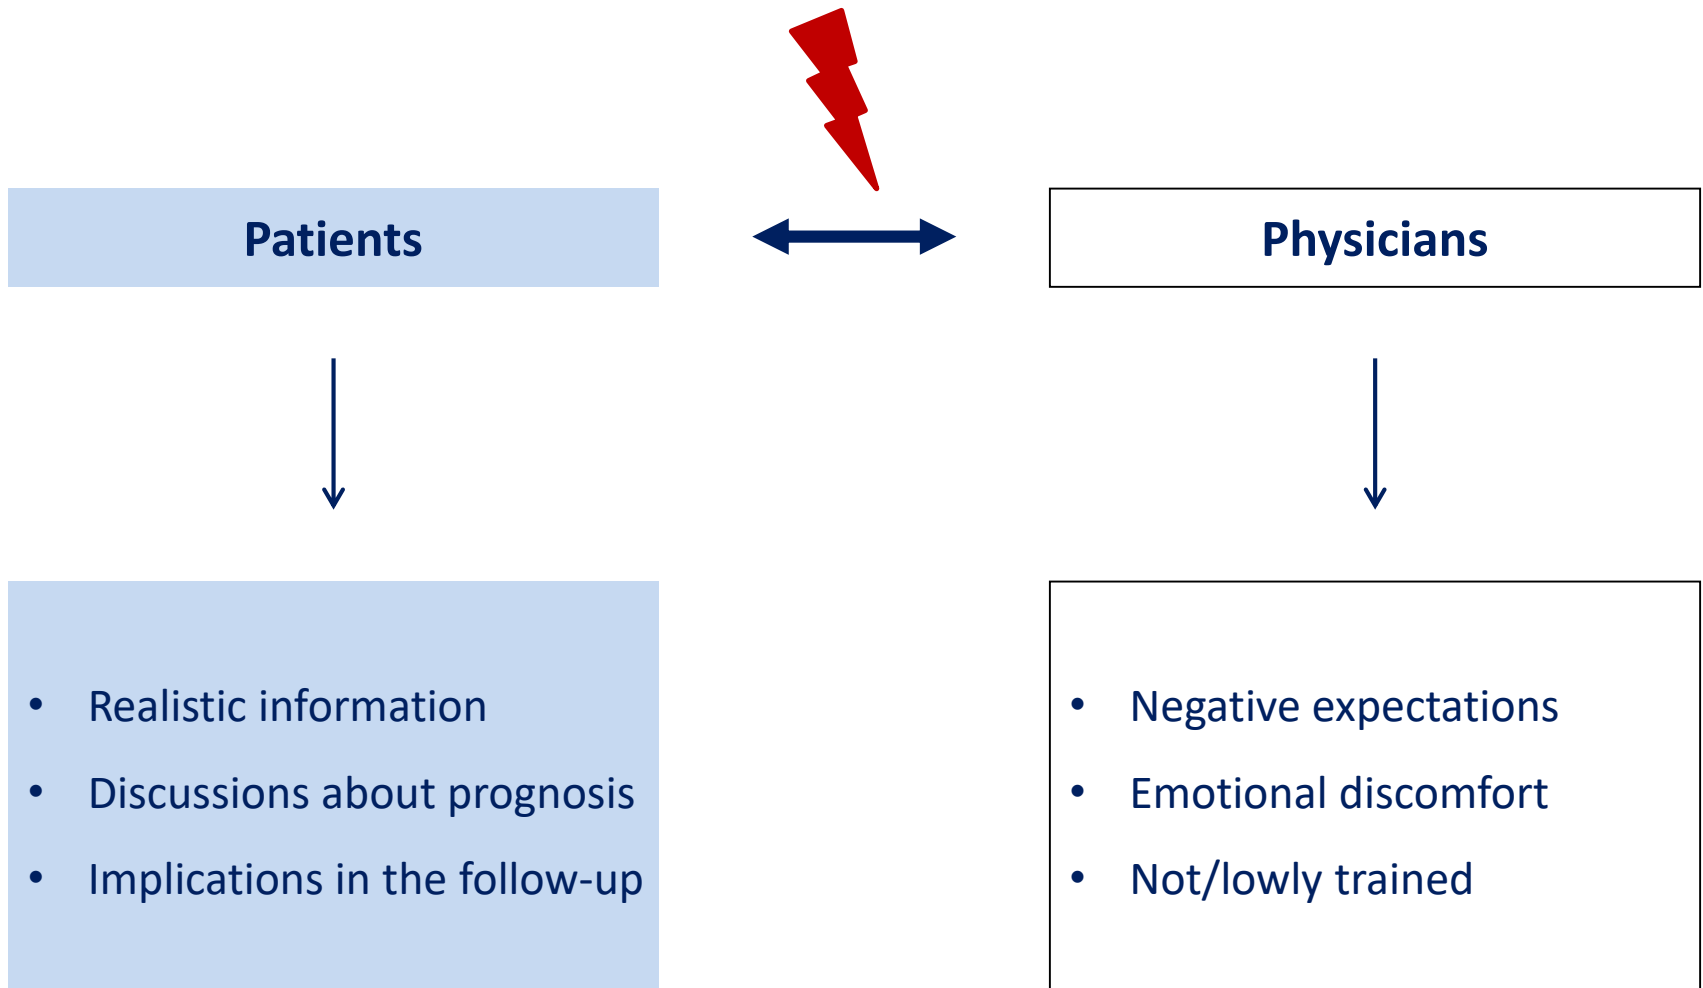 Patients
Physicians
• Realistic information
• Discussions about prognosis
• Implications in the follow-up
• Negative expectations
• Emotional discomfort
• Not/lowly trained